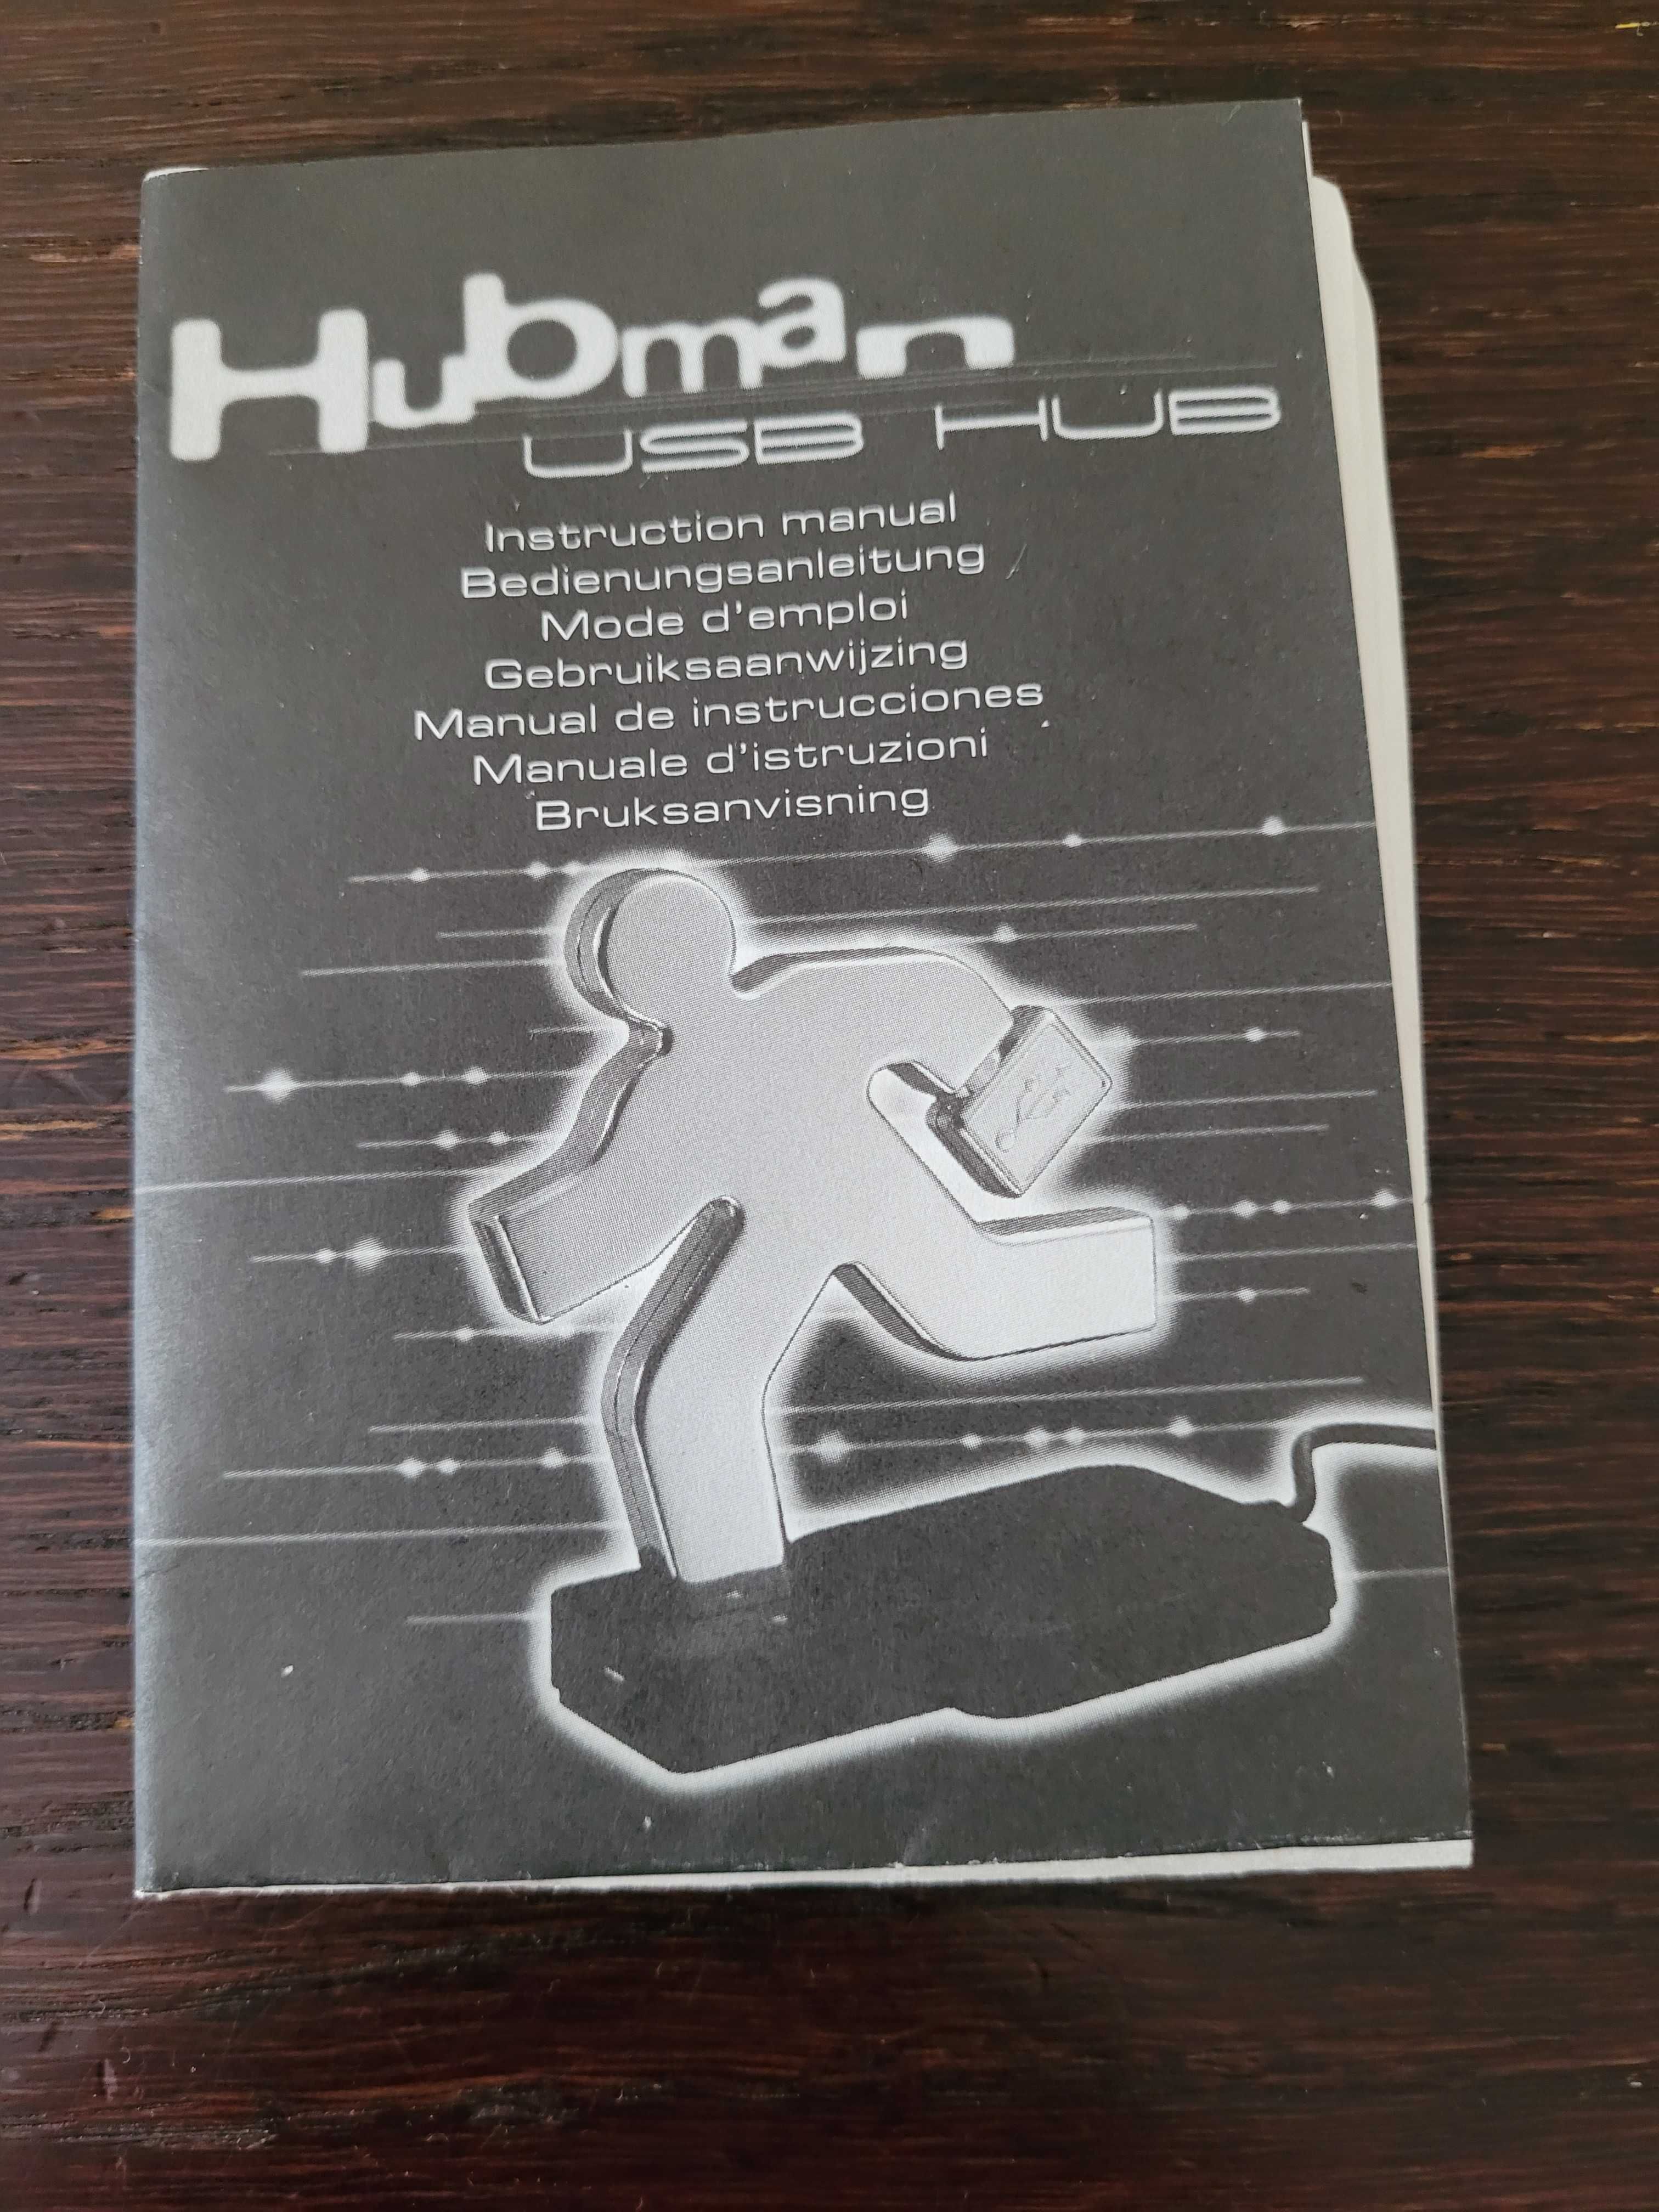 Hubman
USB HUB
Instruction manual
Bedienungsanleitung
Mode d'emploi
Gebruiksaanwijzing
Manual de instrucciones
Manuale d'istruzioni
Bruksanvisning